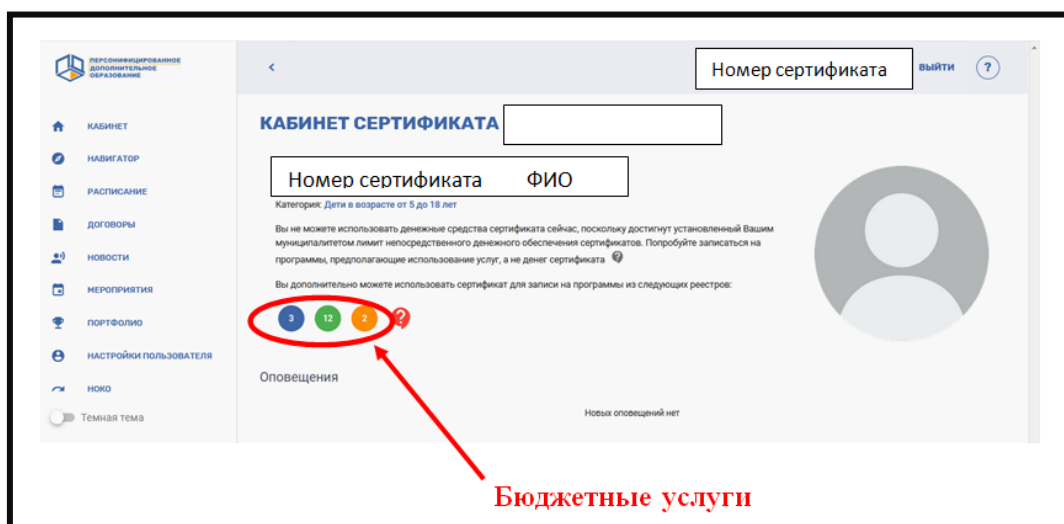 ПЕРСОНИФИЦИРОВАННОЕ
ДОПОЛНИТЕЛЬНОЕ
ОБРАЗОВАНИЕ
<
Номер сертификата
ВЫЙТИ
?
КАБИНЕТ
НАВИГАТОР
РАСПИСАНИЕ
ДОГОВОРЫ
НОВОСТИ
МЕРОПРИЯТИЯ
ПОРТФОЛИО
НАСТРОЙКИ ПОЛЬЗОВАТЕЛЯ
НОКО
Темная тема
КАБИНЕТ СЕРТИФИКАТА
Номер сертификата ФИО
Категория: Дети в возрасте от 5 до 18 лет
Вы не можете использовать денежные средства сертификата сейчас, поскольку достигнут установленный Вашим
муниципалитетом лимит непосредственного денежного обеспечения сертификатов. Попробуйте записаться на
программы, предполагающие использование услуг, а не денег сертификата ?
Вы дополнительно можете использовать сертификат для записи на программы из следующих реестров:
3 12 2 ?
Оповещения
Новых оповещений нет
Бюджетные услуги